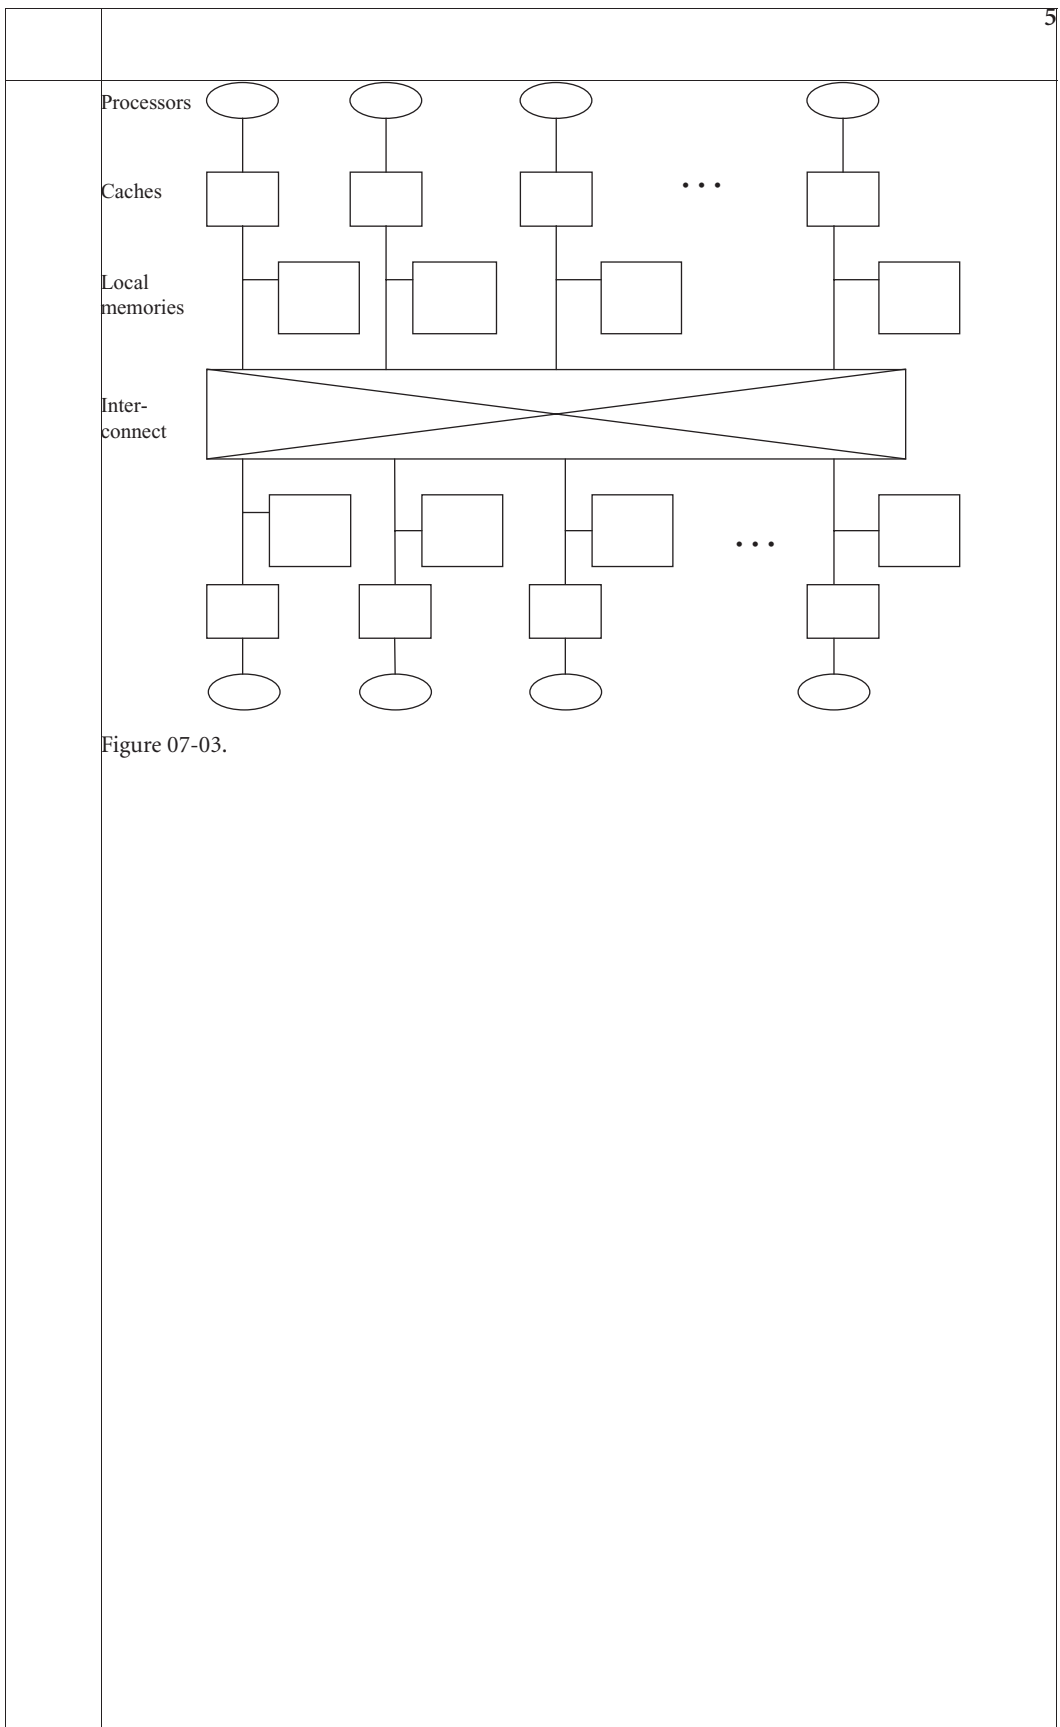 5
Processors
Caches
• • •
Local
memories
Inter-
connect
• • •
Figure 07-03.